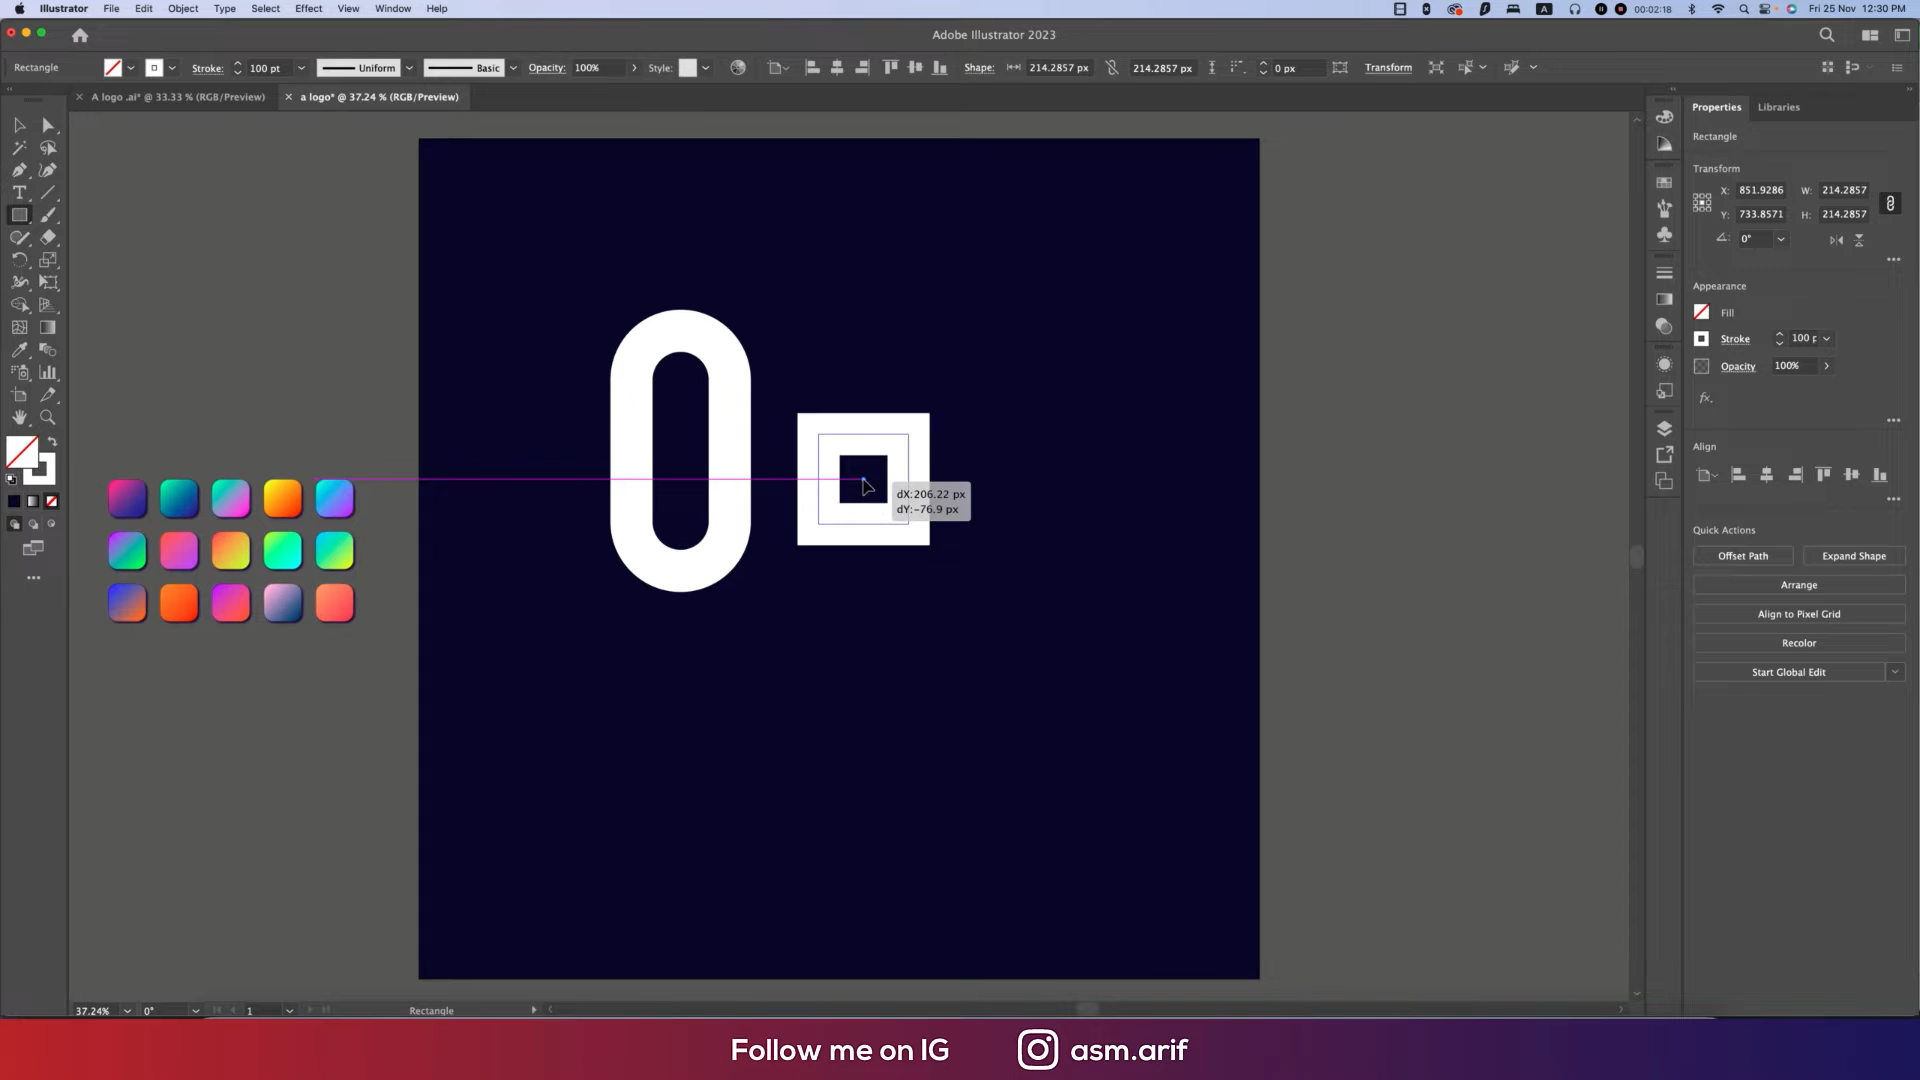 Illustrator File Edit Object Type Select Effect View Window Help
00:02:18 Fri 25 Nov 12:30 PM
Adobe Illustrator 2023
Rectangle Stroke: 100 pt Uniform Basic Opacity: 100% Style: Shape: 214.2857 px 214.2857 px 0 px Transform
A logo .ai* @ 33.33 % (RGB/Preview) a logo* @ 37.24 % (RGB/Preview)
Properties Libraries
Rectangle
Transform
X: 851.9286 W: 214.2857
Y: 733.8571 H: 214.2857
0°
Appearance
Fill
Stroke 100 p
Opacity 100%
fx.
Align
dX:206.22 px
dY:-76.9 px
Quick Actions
Offset Path Expand Shape
Arrange
Align to Pixel Grid
Recolor
Start Global Edit
37.24% 0° 1 Rectangle
Follow me on IG asm.arif